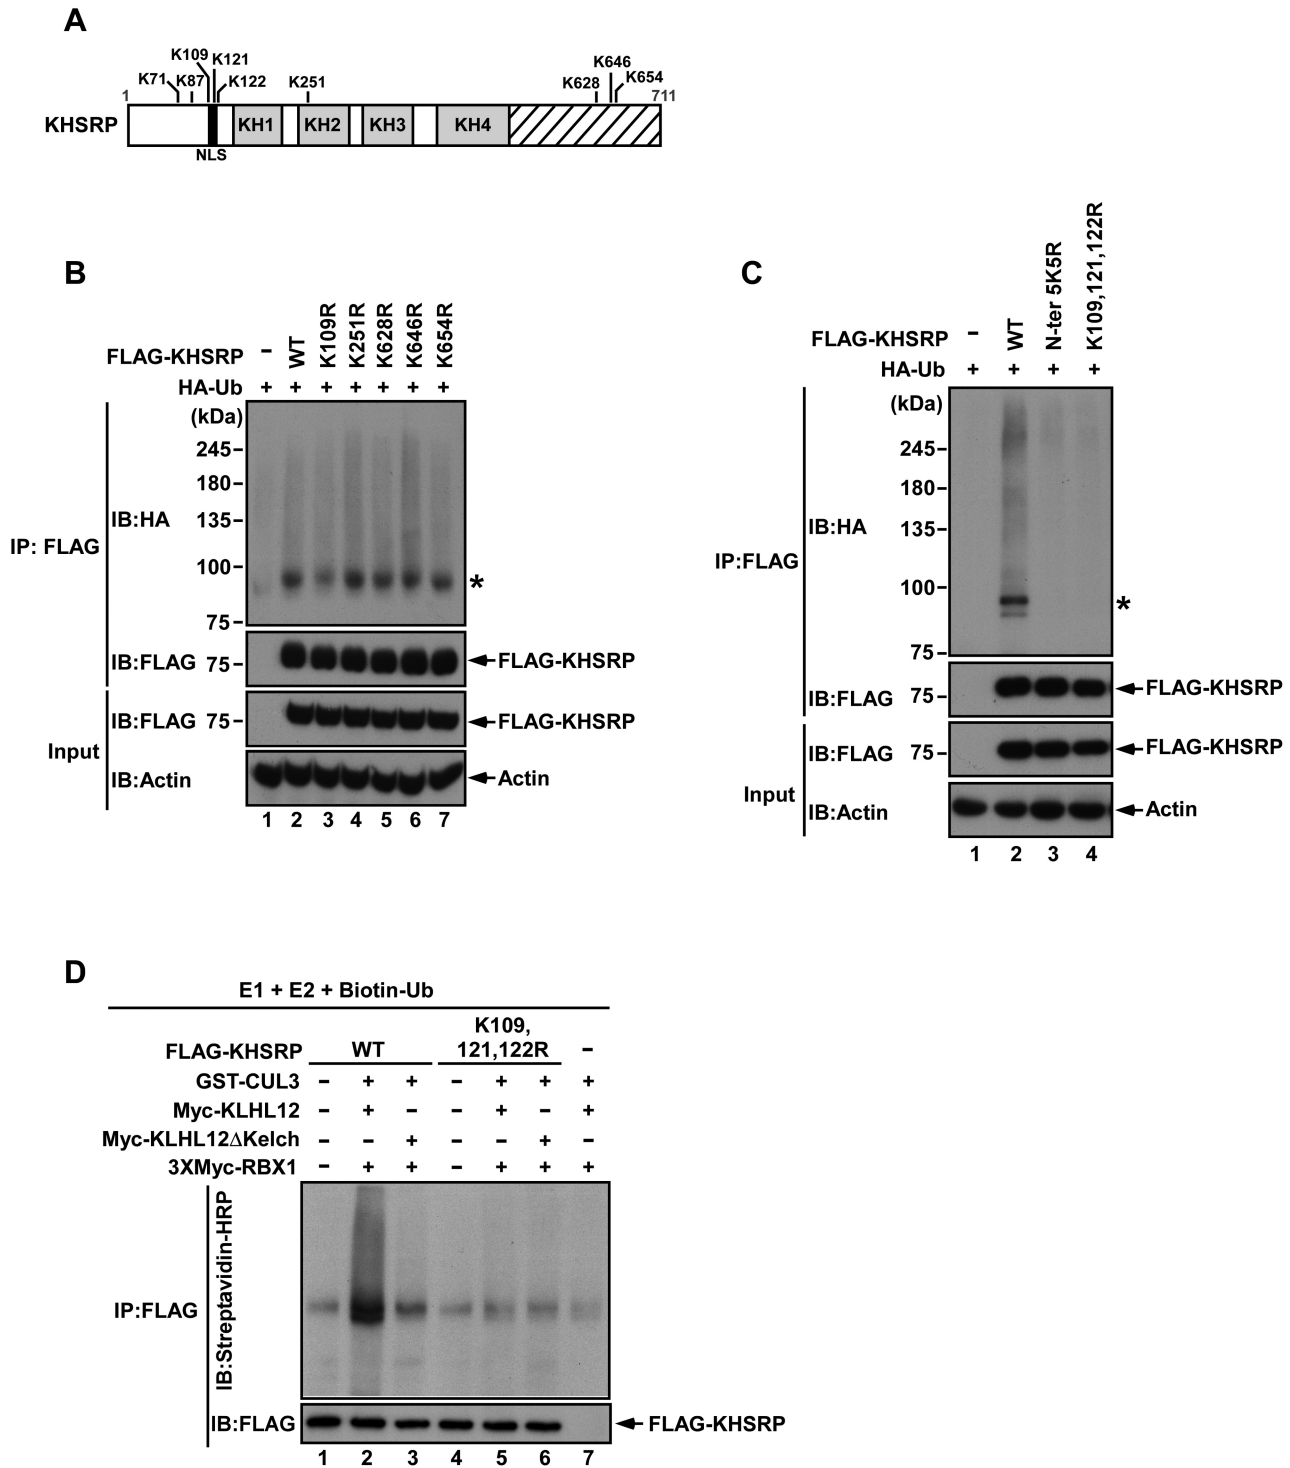 A
K109 K121
K71 K87 K122 K251
K646
K628 K654
1 711
KHSRP KH1 KH2 KH3 KH4
NLS
B
FLAG-KHSRP – WT K109R K251R K628R K646R K654R
HA-Ub + + + + + + +
(kDa)
245–
180–
IB:HA 135–
IP: FLAG
100–
*
75–
IB:FLAG 75– FLAG-KHSRP
IB:FLAG 75– FLAG-KHSRP
Input
IB:Actin Actin
1 2 3 4 5 6 7
C
FLAG-KHSRP – WT N-ter 5K5R K109,121,122R
HA-Ub + + + +
(kDa)
245–
180–
IB:HA 135–
IP:FLAG
100–
*
75–
IB:FLAG 75– FLAG-KHSRP
IB:FLAG 75– FLAG-KHSRP
Input
IB:Actin Actin
1 2 3 4
D
E1 + E2 + Biotin-Ub
K109,
FLAG-KHSRP WT 121,122R –
GST-CUL3 – + + – + + +
Myc-KLHL12 – + – – + – +
Myc-KLHL12ΔKelch – – + – – + –
3XMyc-RBX1 – + + – + + +
IP:FLAG
IB:Streptavidin-HRP
IB:FLAG FLAG-KHSRP
1 2 3 4 5 6 7